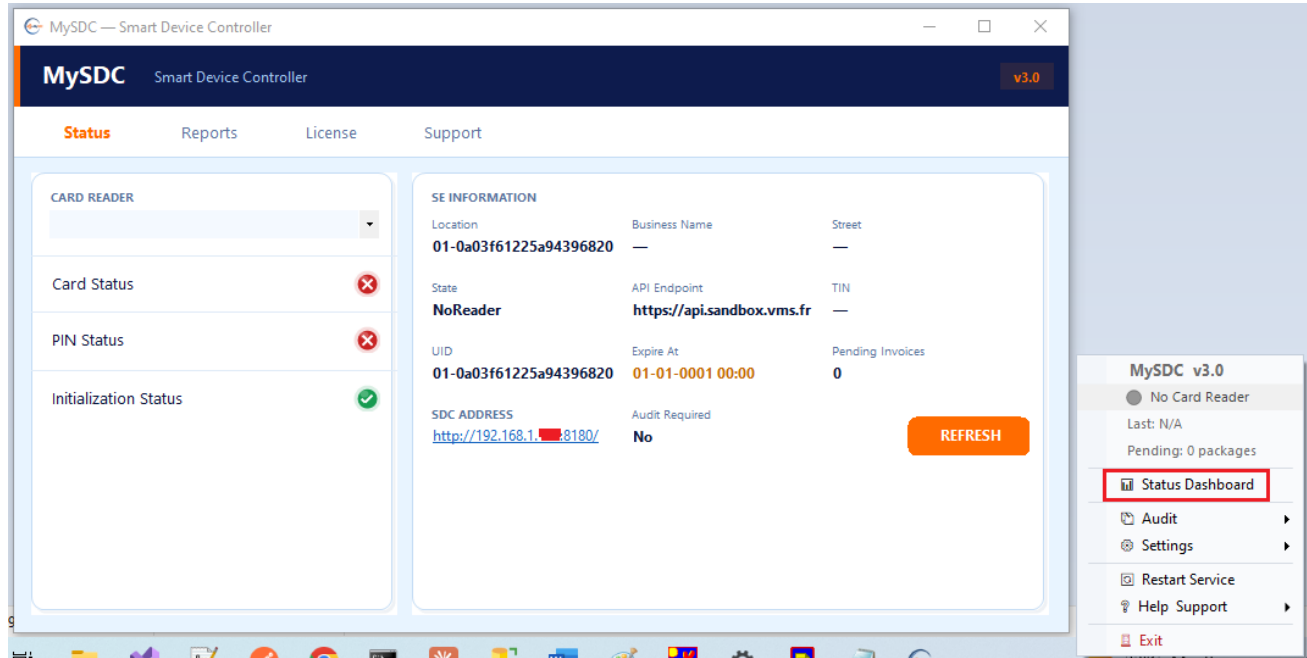 MySDC — Smart Device Controller
MySDC Smart Device Controller v3.0
Status Reports License Support
CARD READER
Card Status
PIN Status
Initialization Status
SE INFORMATION
Location Business Name Street
01-0a03f61225a94396820 — —
State API Endpoint TIN
NoReader https://api.sandbox.vms.fr —
UID Expire At Pending Invoices
01-0a03f61225a94396820 01-01-0001 00:00 0
SDC ADDRESS Audit Required
http://192.168.1. :8180/ No
REFRESH
MySDC v3.0
No Card Reader
Last: N/A
Pending: 0 packages
Status Dashboard
Audit
Settings
Restart Service
Help Support
Exit